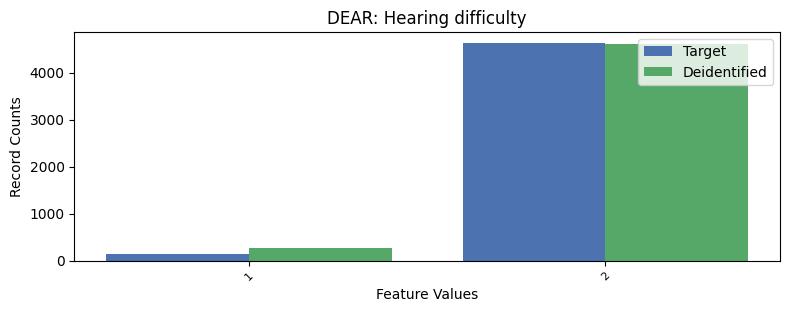 DEAR: Hearing difficulty
Target
Deidentified
4000
3000
2000
1000
0
Record Counts
1
2
Feature Values